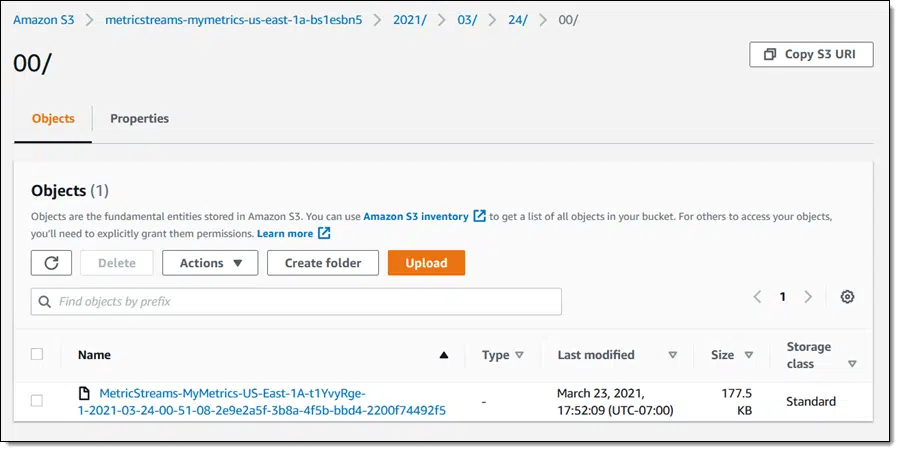 Amazon S3 > metricstreams-mymetrics-us-east-1a-bs1esbn5 > 2021/ > 03/ > 24/ > 00/
00/
Copy S3 URI
Objects
Properties
Objects (1)
Objects are the fundamental entities stored in Amazon S3. You can use Amazon S3 inventory to get a list of all objects in your bucket. For others to access your objects,
you'll need to explicitly grant them permissions. Learn more
Delete Actions Create folder Upload
Find objects by prefix
1
Name Type Last modified Size Storage
class
MetricStreams-MyMetrics-US-East-1A-t1YvyRge- - March 23, 2021, 177.5 Standard
1-2021-03-24-00-51-08-2e9e2a5f-3b8a-4f5b-bbd4-2200f74492f5 17:52:09 (UTC-07:00) KB